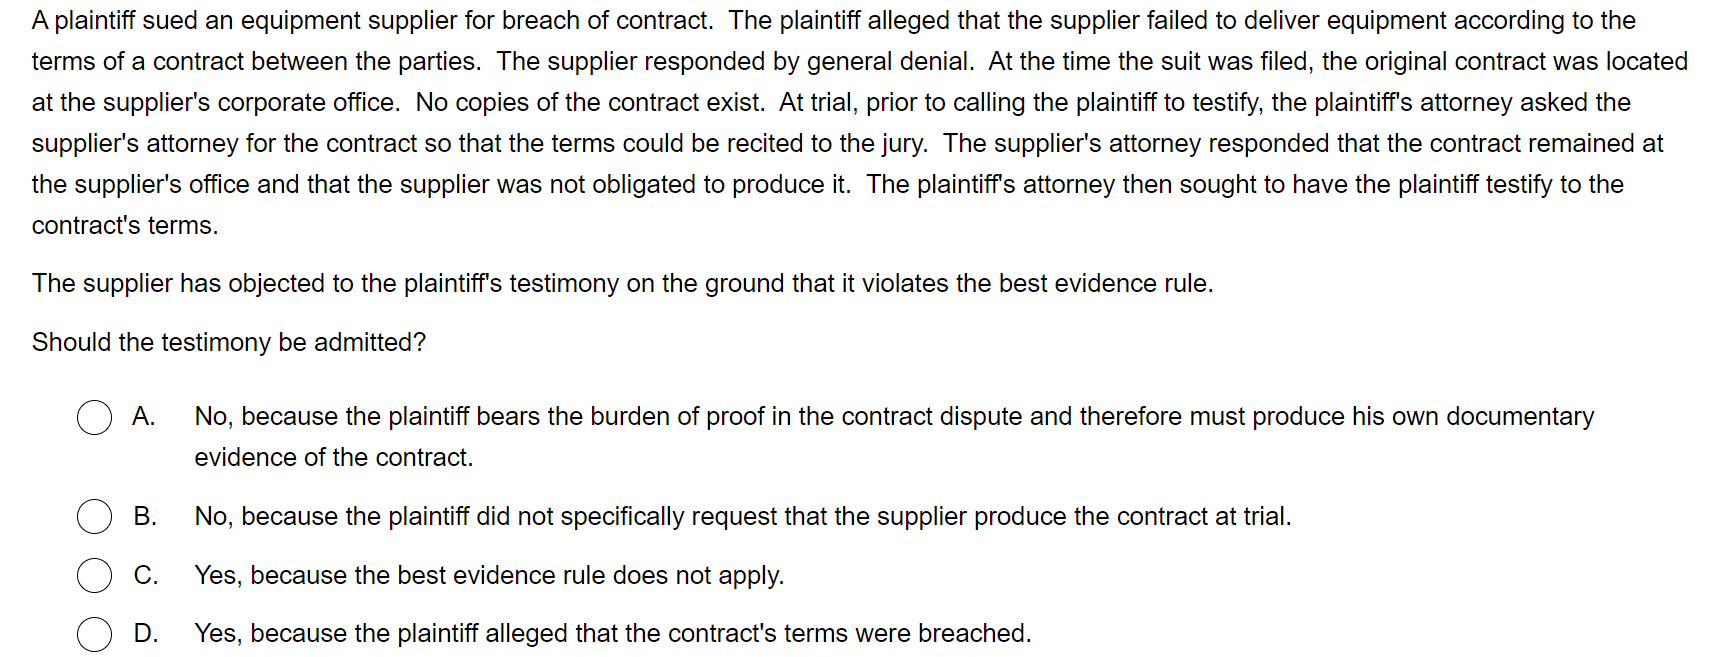 A plaintiff sued an equipment supplier for breach of contract.  The plaintiff alleged that the supplier failed to deliver equipment according to the
terms of a contract between the parties.  The supplier responded by general denial.  At the time the suit was filed, the original contract was located
at the supplier's corporate office.  No copies of the contract exist.  At trial, prior to calling the plaintiff to testify, the plaintiff's attorney asked the
supplier's attorney for the contract so that the terms could be recited to the jury.  The supplier's attorney responded that the contract remained at
the supplier's office and that the supplier was not obligated to produce it.  The plaintiff's attorney then sought to have the plaintiff testify to the
contract's terms.
The supplier has objected to the plaintiff's testimony on the ground that it violates the best evidence rule.
Should the testimony be admitted?
A. No, because the plaintiff bears the burden of proof in the contract dispute and therefore must produce his own documentary
evidence of the contract.
B. No, because the plaintiff did not specifically request that the supplier produce the contract at trial.
C. Yes, because the best evidence rule does not apply.
D. Yes, because the plaintiff alleged that the contract's terms were breached.